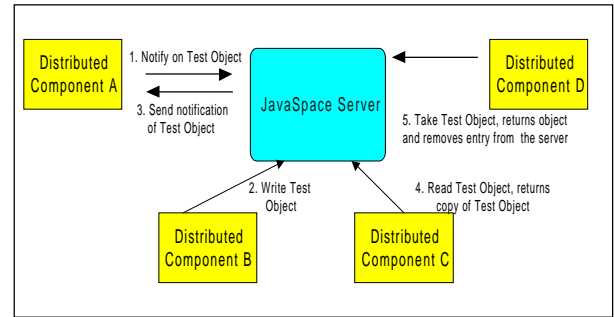 1. Notify on Test Object
Distributed
Component A
3. Send notification
of Test Object
JavaSpace Server
Distributed
Component D
5. Take Test Object, returns object
and removes entry from the server
2. Write Test
Object
4. Read Test Object, returns
copy of Test Object
Distributed
Component B
Distributed
Component C